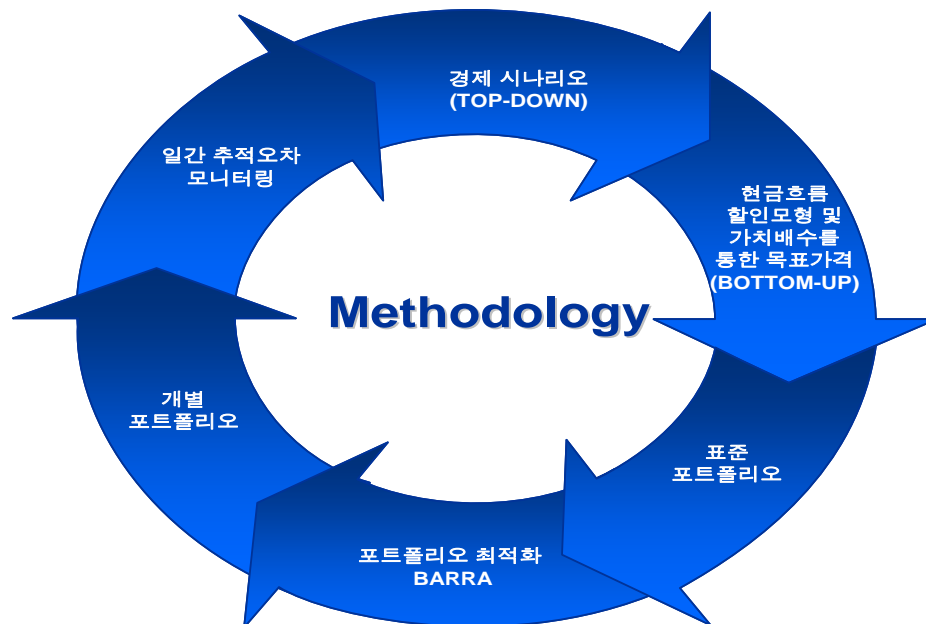 경제 시나리오
(TOP-DOWN)
현금흐름
할인모형 및
가치배수를
통한 목표가격
(BOTTOM-UP)
표준
포트폴리오
포트폴리오 최적화
BARRA
개별
포트폴리오
일간 추적오차
모니터링
Methodology